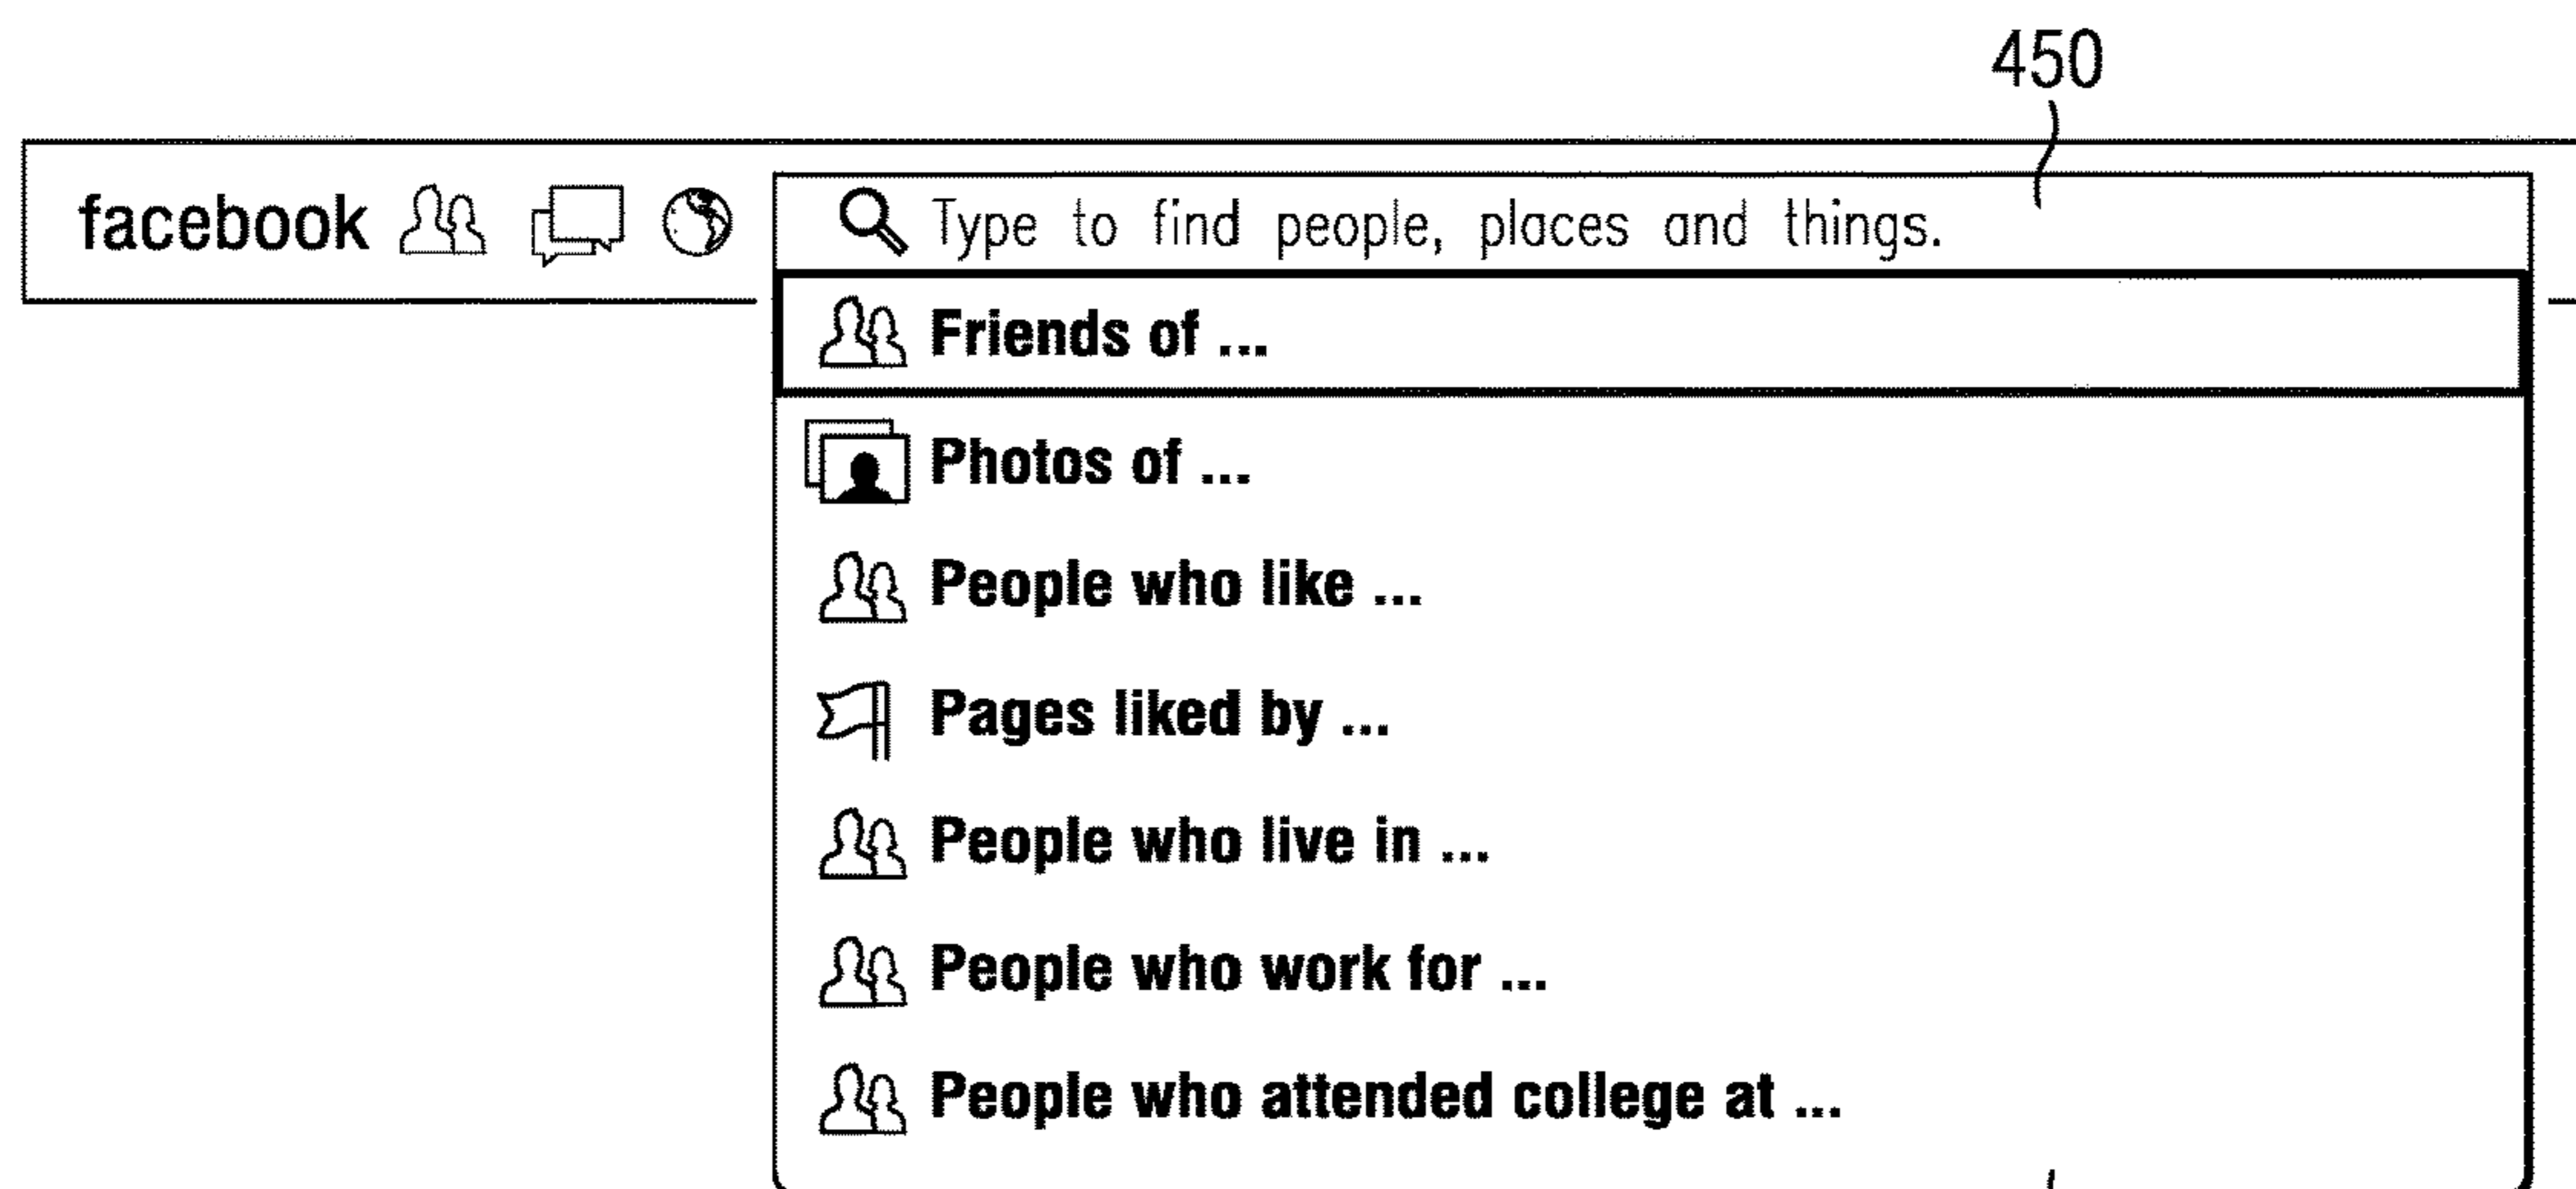 450
facebook Type to find people, places and things.
Friends of ...
Photos of ...
People who like ...
Pages liked by ...
People who live in ...
People who work for ...
People who attended college at ...